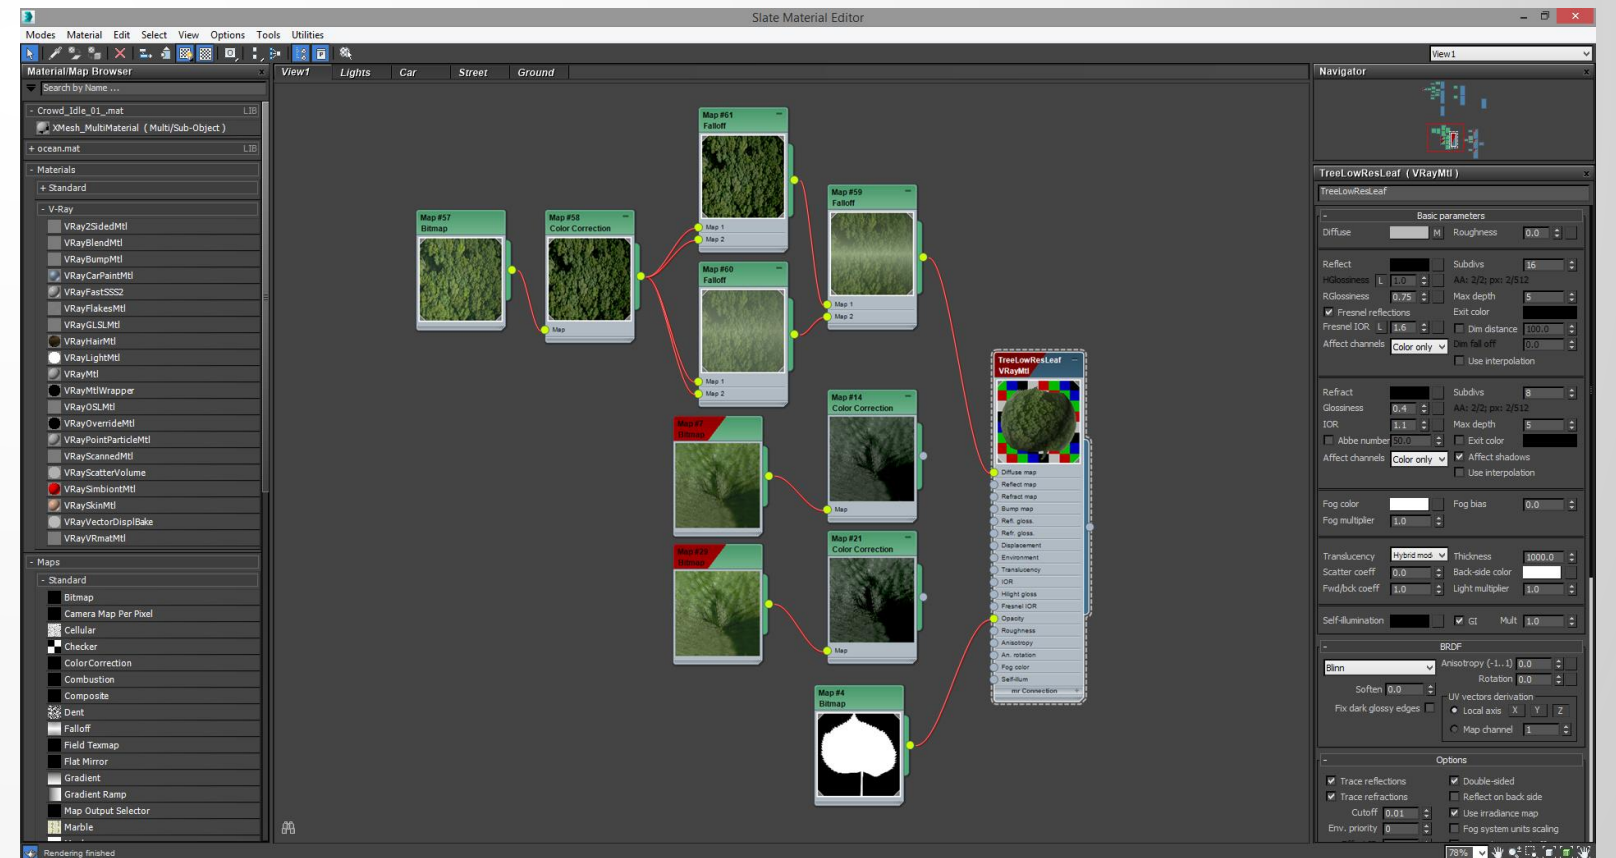 Slate Material Editor
Modes Material Edit Select View Options Tools Utilities
View1
Material/Map Browser
Search by Name ...
- Crowd_Idle_01_.mat LIB
XMesh_MultiMaterial ( Multi/Sub-Object )
+ ocean.mat LIB
- Materials
+ Standard
- V-Ray
VRay2SidedMtl
VRayBlendMtl
VRayBumpMtl
VRayCarPaintMtl
VRayFastSSS2
VRayFlakesMtl
VRayGLSLMtl
VRayHairMtl
VRayLightMtl
VRayMtl
VRayMtlWrapper
VRayOSLMtl
VRayOverrideMtl
VRayPointParticleMtl
VRayScannedMtl
VRayScatterVolume
VRaySimbiontMtl
VRaySkinMtl
VRayVectorDisplBake
VRayVRmatMtl
- Maps
- Standard
Bitmap
Camera Map Per Pixel
Cellular
Checker
ColorCorrection
Combustion
Composite
Dent
Falloff
Field Texmap
Flat Mirror
Gradient
Gradient Ramp
Map Output Selector
Marble
Rendering finished
View1 Lights Car Street Ground
Map #61
Falloff
Map 1
Map 2
Map #59
Falloff
Map 1
Map 2
Map #57
Bitmap
Map #58
Color Correction
Map
Map #60
Falloff
Map 1
Map 2
Map #14
Color Correction
Map
Map #7
Bitmap
Map #21
Color Correction
Map
Bitmap
Map #4
Bitmap
TreeLowResLeaf
VRayMtl
Diffuse map
Reflect map
Refract map
Bump map
Refl. gloss.
Refr. gloss.
Displacement
Environment
Translucency
IOR
Hilight gloss
Fresnel IOR
Opacity
Roughness
Anisotropy
An. rotation
Fog color
Self-illum
mr Connection +
Navigator
TreeLowResLeaf ( VRayMtl )
TreeLowResLeaf
- Basic parameters
Diffuse M Roughness 0.0
Reflect Subdivs 16
HGlossiness L 1.0 AA: 2/2; px: 2/512
RGlossiness 0.75 Max depth 5
Fresnel reflections Exit color
Fresnel IOR L 1.6 Dim distance 100.0
Affect channels Color only Dim fall off 0.0
Use interpolation
Refract Subdivs 8
Glossiness 0.4 AA: 2/2; px: 2/512
IOR 1.1 Max depth 5
Abbe number 50.0 Exit color
Affect channels Color only Affect shadows
Use interpolation
Fog color Fog bias 0.0
Fog multiplier 1.0
Translucency Hybrid mod Thickness 1000.0
Scatter coeff 0.0 Back-side color
Fwd/bck coeff 1.0 Light multiplier 1.0
Self-illumination GI Mult 1.0
- BRDF
Blinn Anisotropy (-1..1) 0.0
Rotation 0.0
Soften 0.0 UV vectors derivation
Fix dark glossy edges Local axis X Y Z
Map channel 1
- Options
Trace reflections Double-sided
Trace refractions Reflect on back side
Cutoff 0.01 Use irradiance map
Env. priority 0 Fog system units scaling
78%